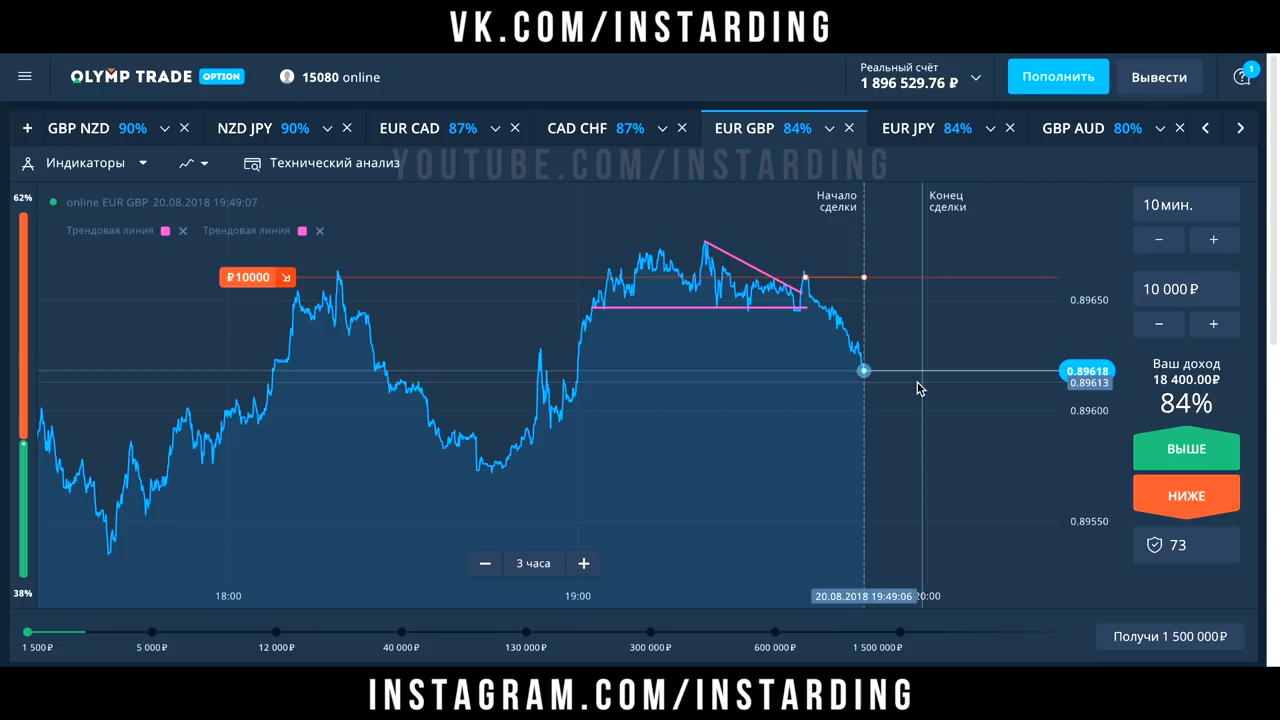 VK.COM/INSTARDING
OLYMP TRADE OPTION
15080 online
Реальный счёт
1 896 529.76 ₽
Пополнить
Вывести
1
GBP NZD 90%
NZD JPY 90%
EUR CAD 87%
CAD CHF 87%
EUR GBP 84%
EUR JPY 84%
GBP AUD 80%
Индикаторы
Технический анализ
YOUTUBE.COM/INSTARDING
62%
online EUR GBP 20.08.2018 19:49:07
Трендовая линия
Трендовая линия
Начало
сделки
Конец
сделки
10 мин.
₽10000
10 000 ₽
0.89650
0.89618
0.89613
0.89600
0.89550
Ваш доход
18 400.00₽
84%
ВЫШЕ
НИЖЕ
73
3 часа
38%
18:00
19:00
20.08.2018 19:49:06
20:00
1 500₽
5 000₽
12 000₽
40 000₽
130 000₽
300 000₽
600 000₽
1 500 000₽
Получи 1 500 000₽
INSTAGRAM.COM/INSTARDING